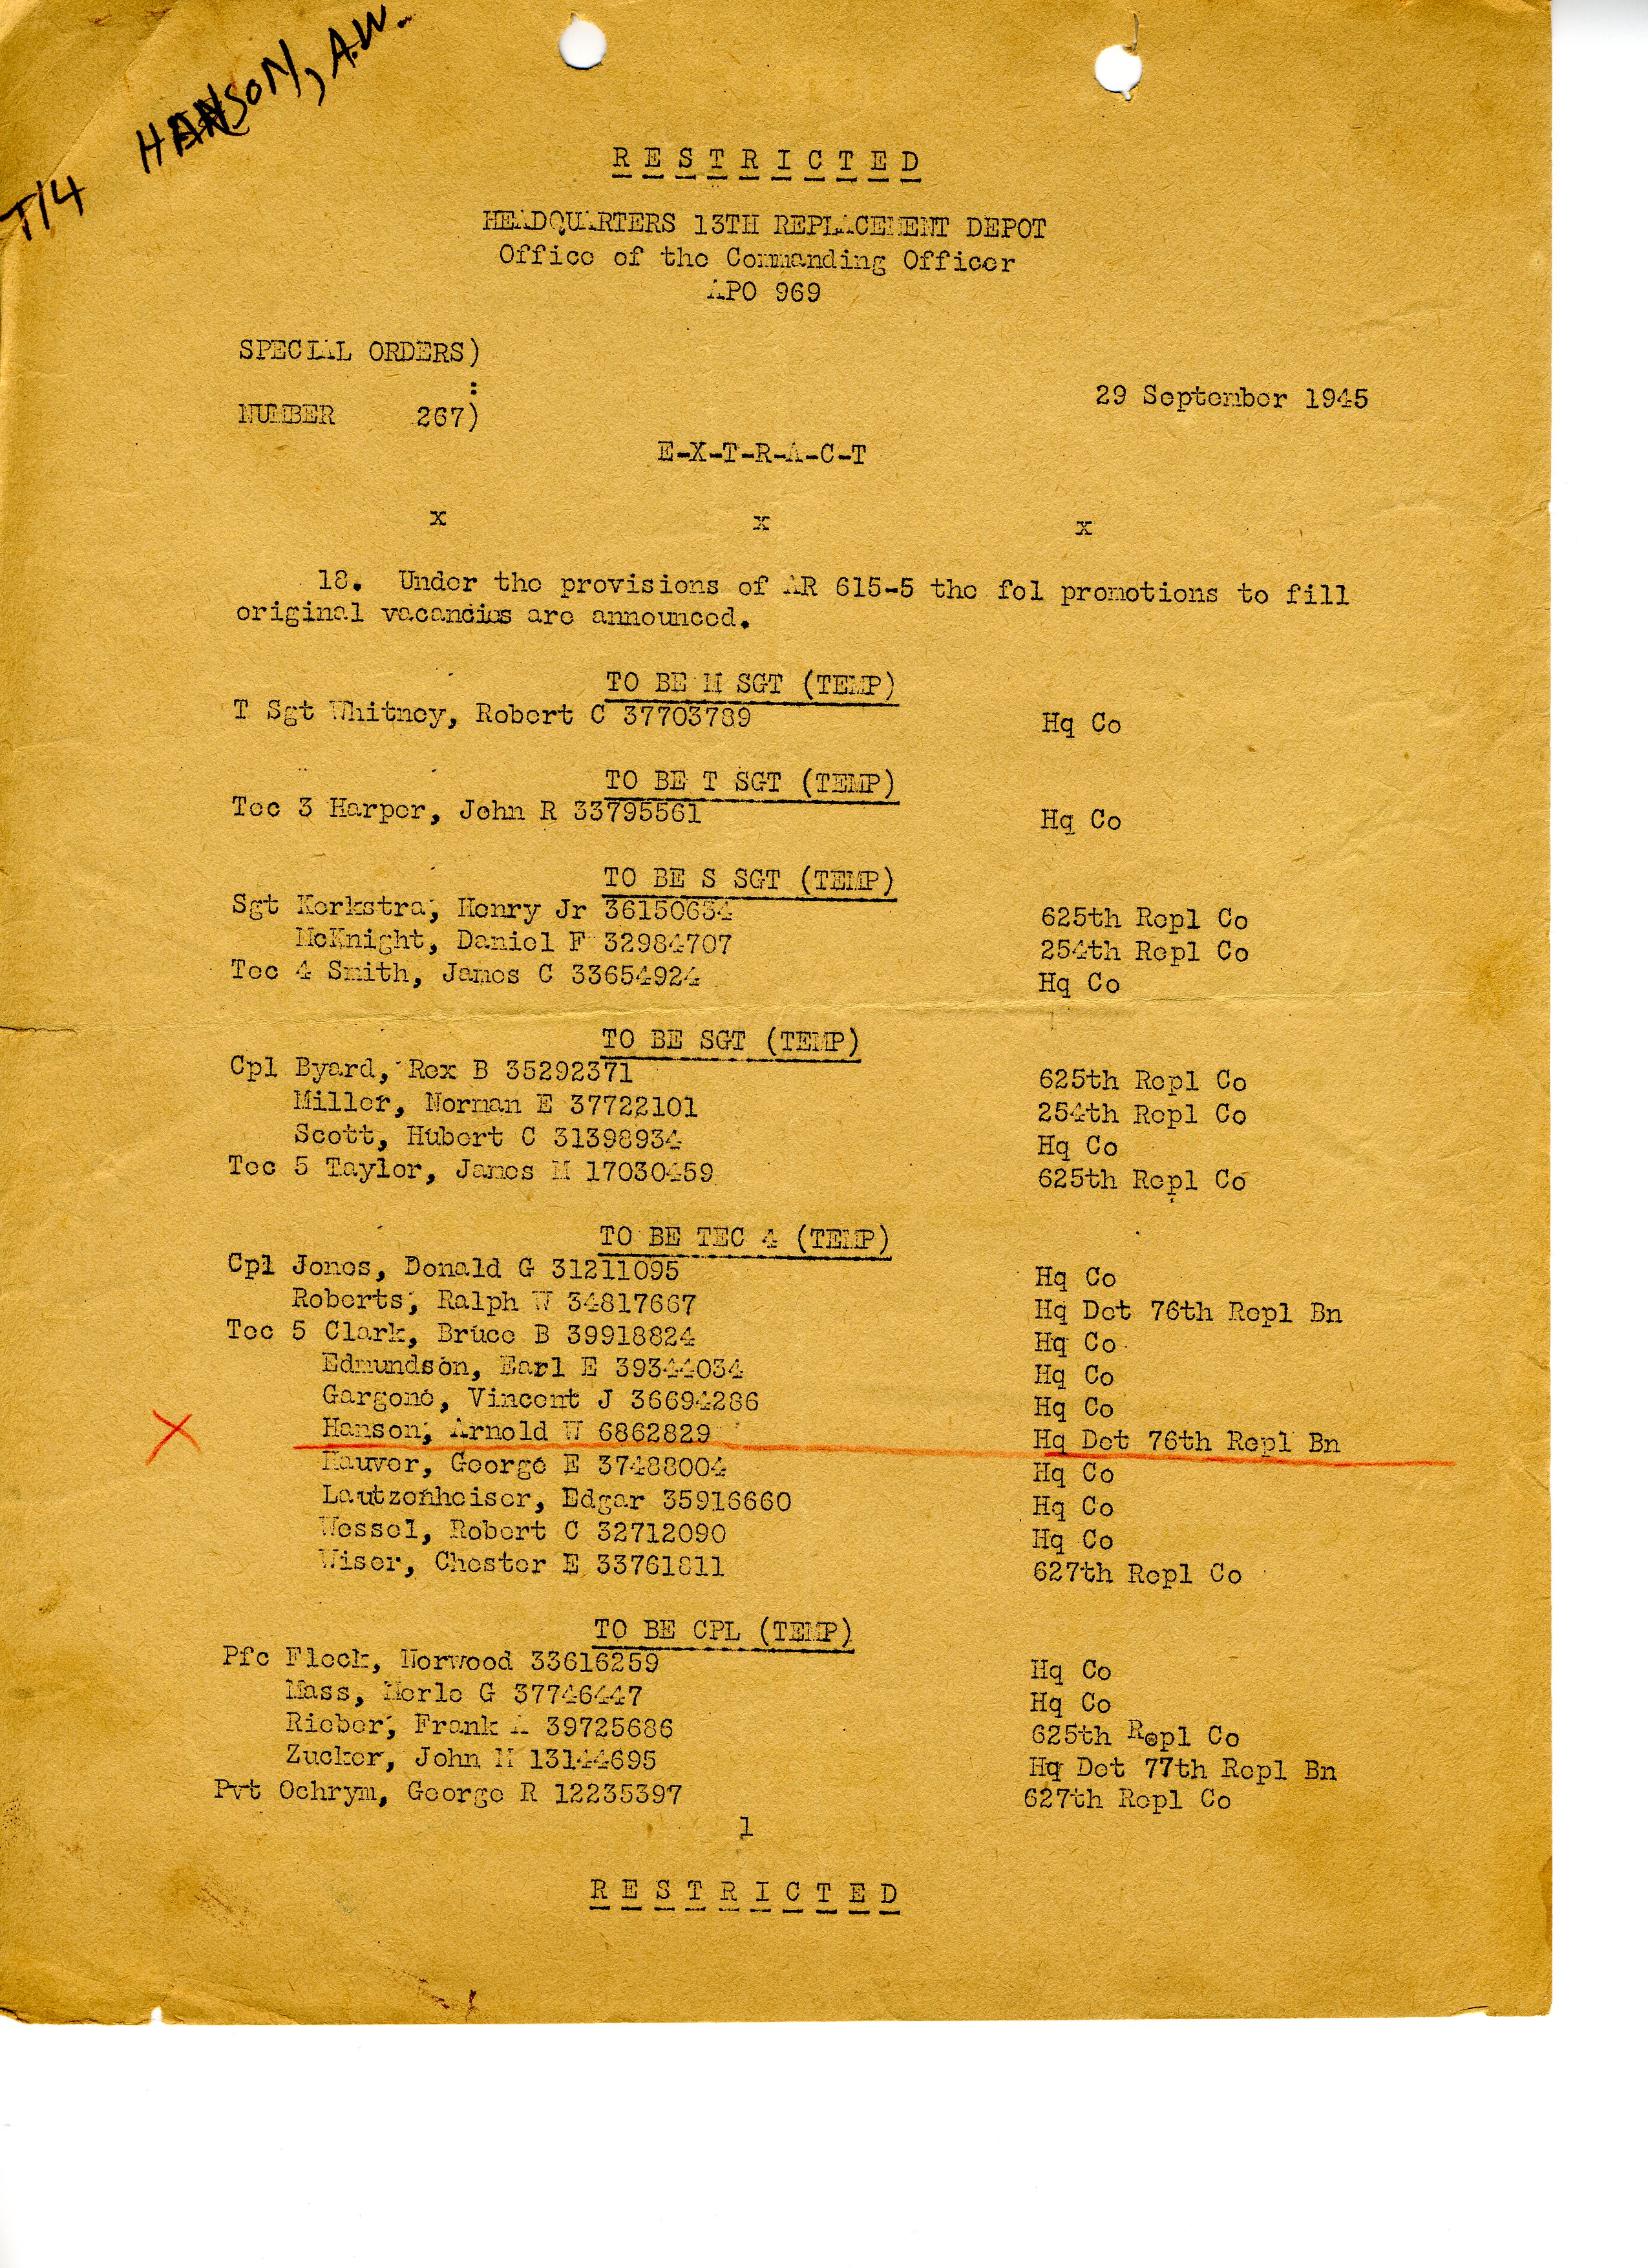 HANSON, A.W.
T/4
R E S T R I C T E D
HEADQUARTERS 13TH REPLACEMENT DEPOT
Office of the Commanding Officer
APO 969
SPECIAL ORDERS)
:
NUMBER 267)
29 September 1945
E-X-T-R-A-C-T
x x x
18. Under the provisions of AR 615-5 the fol promotions to fill
original vacancies are announced.
TO BE M SGT (TEMP)
T Sgt Whitney, Robert C 37703789 Hq Co
TO BE T SGT (TEMP)
Tec 3 Harper, John R 33795561 Hq Co
TO BE S SGT (TEMP)
Sgt Kerkstra, Henry Jr 36150634 625th Repl Co
McKnight, Daniel F 32984707 254th Repl Co
Tec 4 Smith, James C 33654924 Hq Co
TO BE SGT (TEMP)
Cpl Byard, Rex B 35292371 625th Repl Co
Miller, Norman E 37722101 254th Repl Co
Scott, Hubert C 31398934 Hq Co
Tec 5 Taylor, James M 17030459 625th Repl Co
TO BE TEC 4 (TEMP)
Cpl Jones, Donald G 31211095 Hq Co
Roberts, Ralph W 34817667 Hq Det 76th Repl Bn
Tec 5 Clark, Bruce B 39918824 Hq Co
Edmundson, Earl E 39344034 Hq Co
Gargone, Vincent J 36694286 Hq Co
Hanson, Arnold W 6862829 Hq Det 76th Repl Bn
Hauver, George E 37488004 Hq Co
Lautzenheiser, Edgar 35916660 Hq Co
Wessel, Robert C 32712090 Hq Co
Wiser, Chester E 33761811 627th Repl Co
TO BE CPL (TEMP)
Pfc Fleck, Norwood 33616259 Hq Co
Mass, Merle G 37746447 Hq Co
Rieber, Frank A 39725686 625th Repl Co
Zucker, John 13144695 Hq Det 77th Repl Bn
Pvt Ochrym, George R 12235397 627th Repl Co
1
R E S T R I C T E D